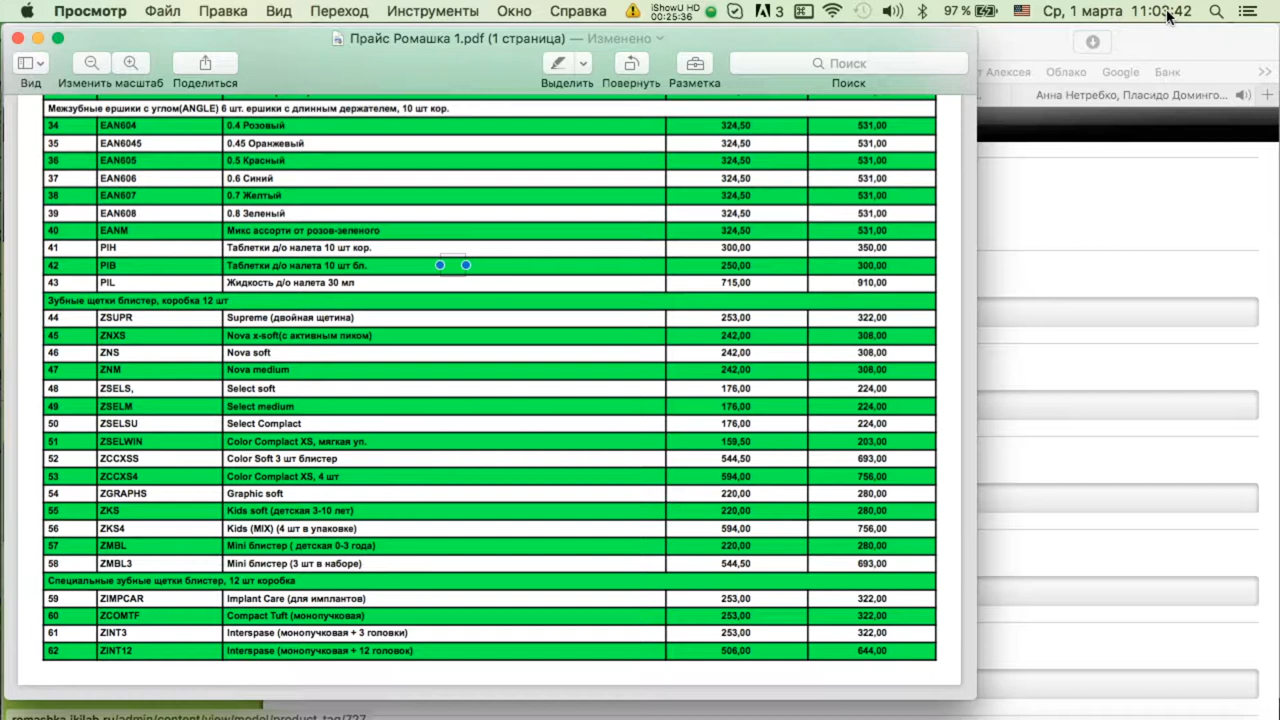 Просмотр Файл Правка Вид Переход Инструменты Окно Справка iShowU HD 00:25:36 3 97 % Ср, 1 марта 11:03:42
Прайс Ромашка 1.pdf (1 страница) — Изменено
Поиск
Вид Изменить масштаб Поделиться Выделить Повернуть Разметка Поиск
т Алексея Облако Google Банк
Анна Нетребко, Пласидо Доминго...
Межзубные ершики с углом(ANGLE) 6 шт. ершики с длинным держателем, 10 шт кор.
34 EAN604 0.4 Розовый 324,50 531,00
35 EAN6045 0.45 Оранжевый 324,50 531,00
36 EAN605 0.5 Красный 324,50 531,00
37 EAN606 0.6 Синий 324,50 531,00
38 EAN607 0.7 Желтый 324,50 531,00
39 EAN608 0.8 Зеленый 324,50 531,00
40 EANM Микс ассорти от розов-зеленого 324,50 531,00
41 PIH Таблетки д/о налета 10 шт кор. 300,00 350,00
42 PIB Таблетки д/о налета 10 шт бл. 250,00 300,00
43 PIL Жидкость д/о налета 30 мл 715,00 910,00
Зубные щетки блистер, коробка 12 шт
44 ZSUPR Supreme (двойная щетина) 253,00 322,00
45 ZNXS Nova x-soft(с активным пиком) 242,00 308,00
46 ZNS Nova soft 242,00 308,00
47 ZNM Nova medium 242,00 308,00
48 ZSELS, Select soft 176,00 224,00
49 ZSELM Select medium 176,00 224,00
50 ZSELSU Select Complact 176,00 224,00
51 ZSELWIN Color Complact XS, мягкая уп. 159,50 203,00
52 ZCCXSS Color Soft 3 шт блистер 544,50 693,00
53 ZCCXS4 Color Complact XS, 4 шт 594,00 756,00
54 ZGRAPHS Graphic soft 220,00 280,00
55 ZKS Kids soft (детская 3-10 лет) 220,00 280,00
56 ZKS4 Kids (MIX) (4 шт в упаковке) 594,00 756,00
57 ZMBL Mini блистер ( детская 0-3 года) 220,00 280,00
58 ZMBL3 Mini блистер (3 шт в наборе) 544,50 693,00
Специальные зубные щетки блистер, 12 шт коробка
59 ZIMPCAR Implant Care (для имплантов) 253,00 322,00
60 ZCOMTF Compact Tuft (монопучковая) 253,00 322,00
61 ZINT3 Interspase (монопучковая + 3 головки) 253,00 322,00
62 ZINT12 Interspase (монопучковая + 12 головок) 506,00 644,00
romashka.ikilab.ru/admin/content/view/model/product_tag/727